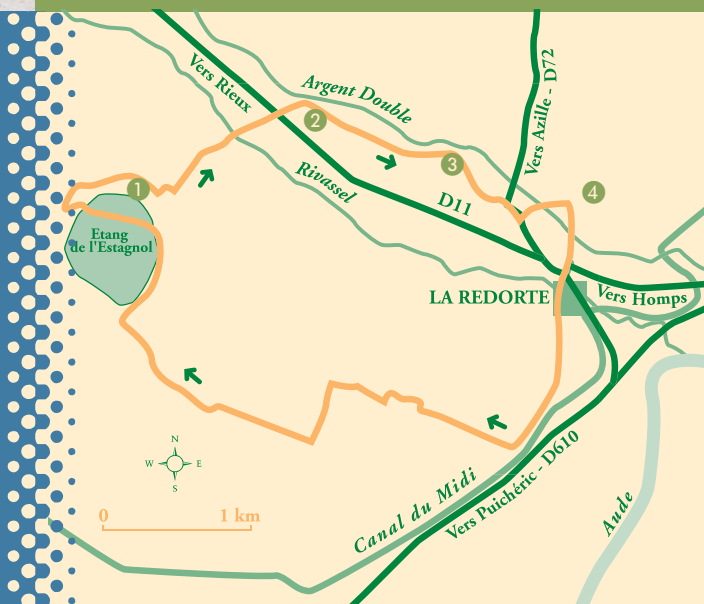 Vers Rieux
Argent Double
Vers Azille - D72
2
3
Rivassel
1
4
D11
Etang
de l'Estagnol
LA REDORTE
Vers Homps
N
W E
S
Canal du Midi
Vers Puichéric - D610
Aude
0 1 km